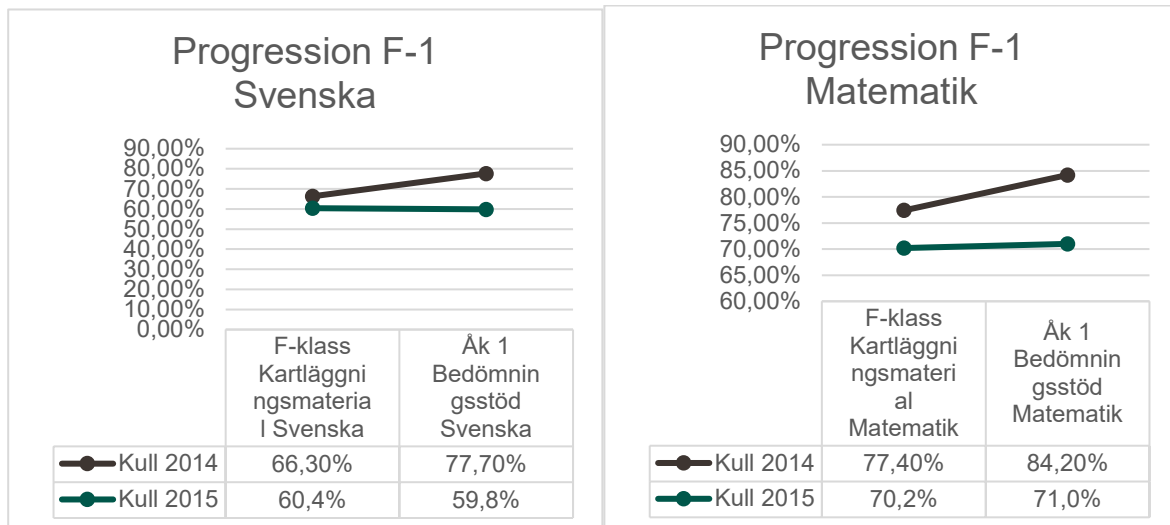 Progression F-1
Svenska
90,00%
80,00%
70,00%
60,00%
50,00%
40,00%
30,00%
20,00%
10,00%
0,00%
F-klass
Kartläggni
ngsmateria
l Svenska
Åk 1
Bedömnin
gsstöd
Svenska
Kull 2014 66,30% 77,70%
Kull 2015 60,4% 59,8%
Progression F-1
Matematik
90,00%
85,00%
80,00%
75,00%
70,00%
65,00%
60,00%
F-klass
Kartläggni
ngsmateri
al
Matematik
Åk 1
Bedömnin
gsstöd
Matematik
Kull 2014 77,40% 84,20%
Kull 2015 70,2% 71,0%